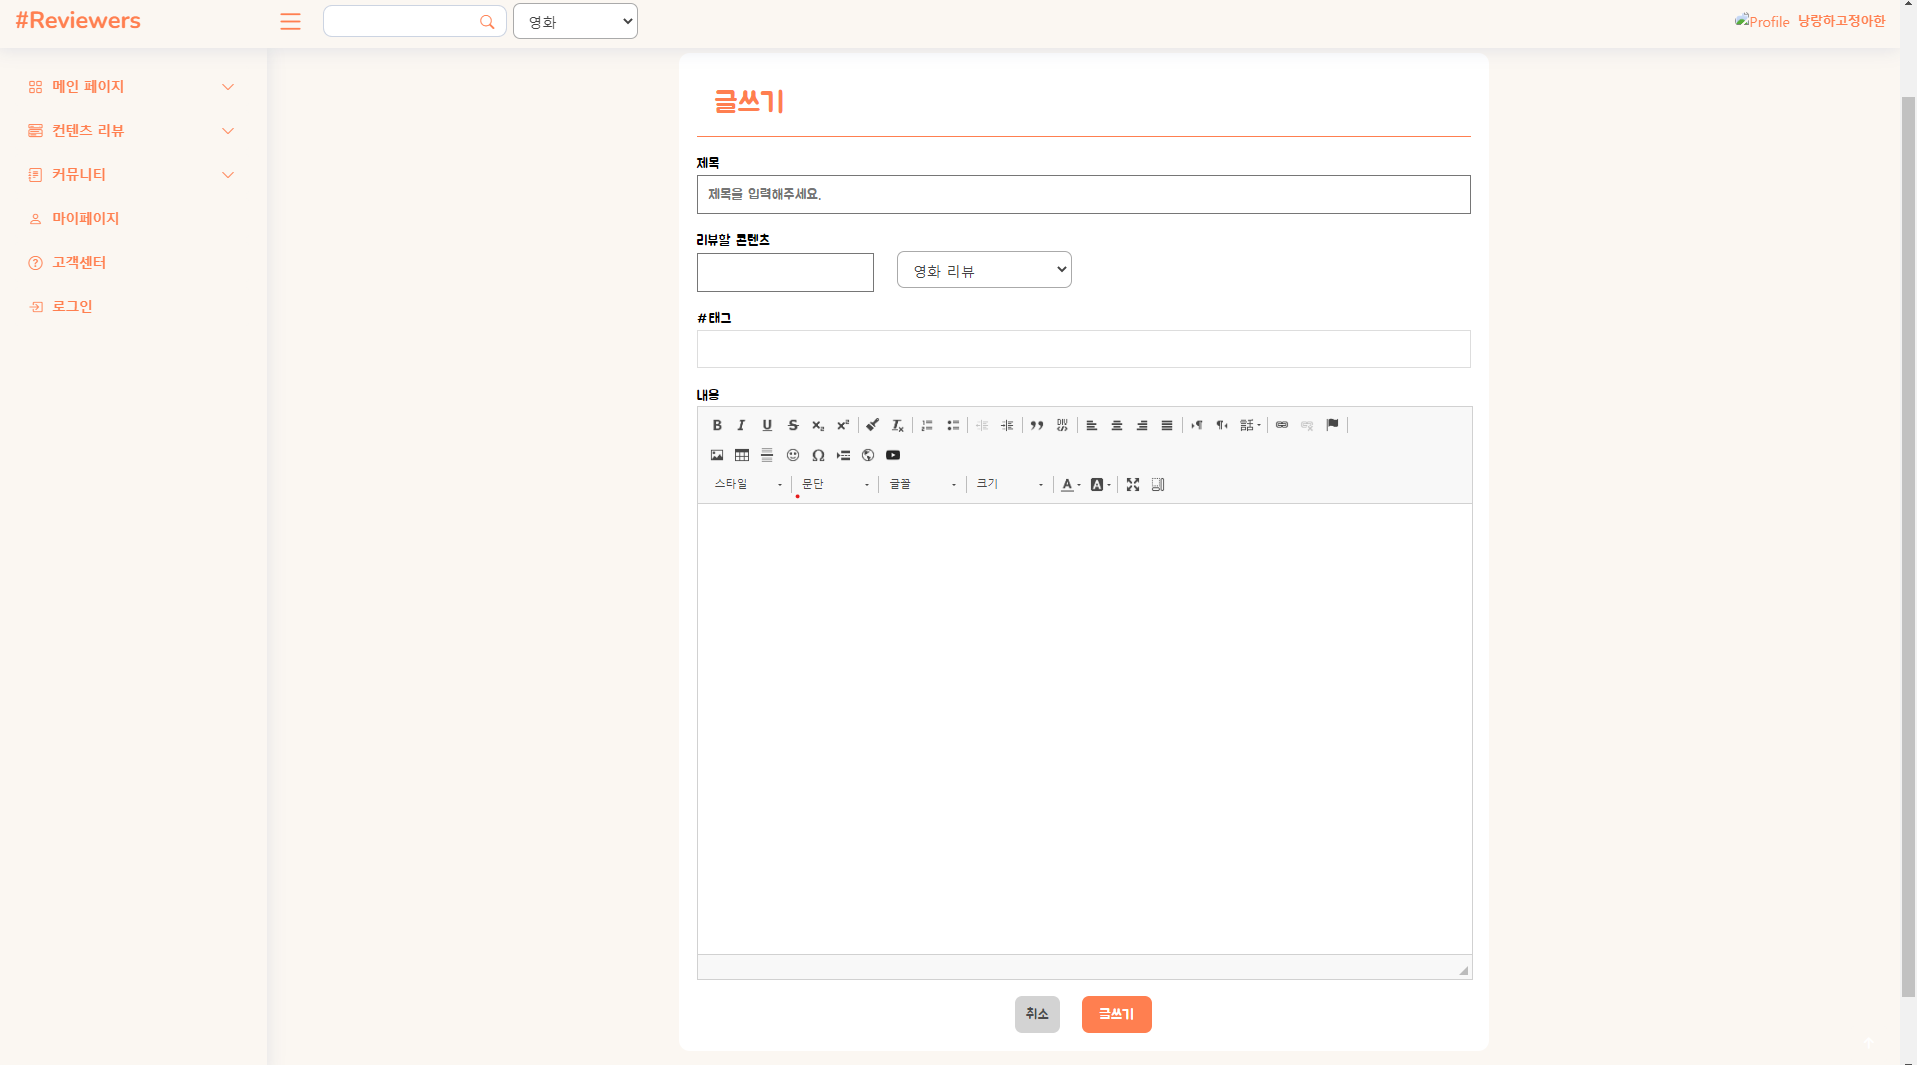 #Reviewers
영화
Profile 낭랑하고정아한
메인 페이지
컨텐츠 리뷰
커뮤니티
마이페이지
고객센터
로그인
글쓰기
제목
제목을 입력해주세요.
리뷰할 콘텐츠
영화 리뷰
#태그
내용
스타일 문단 글꼴 크기
취소 글쓰기